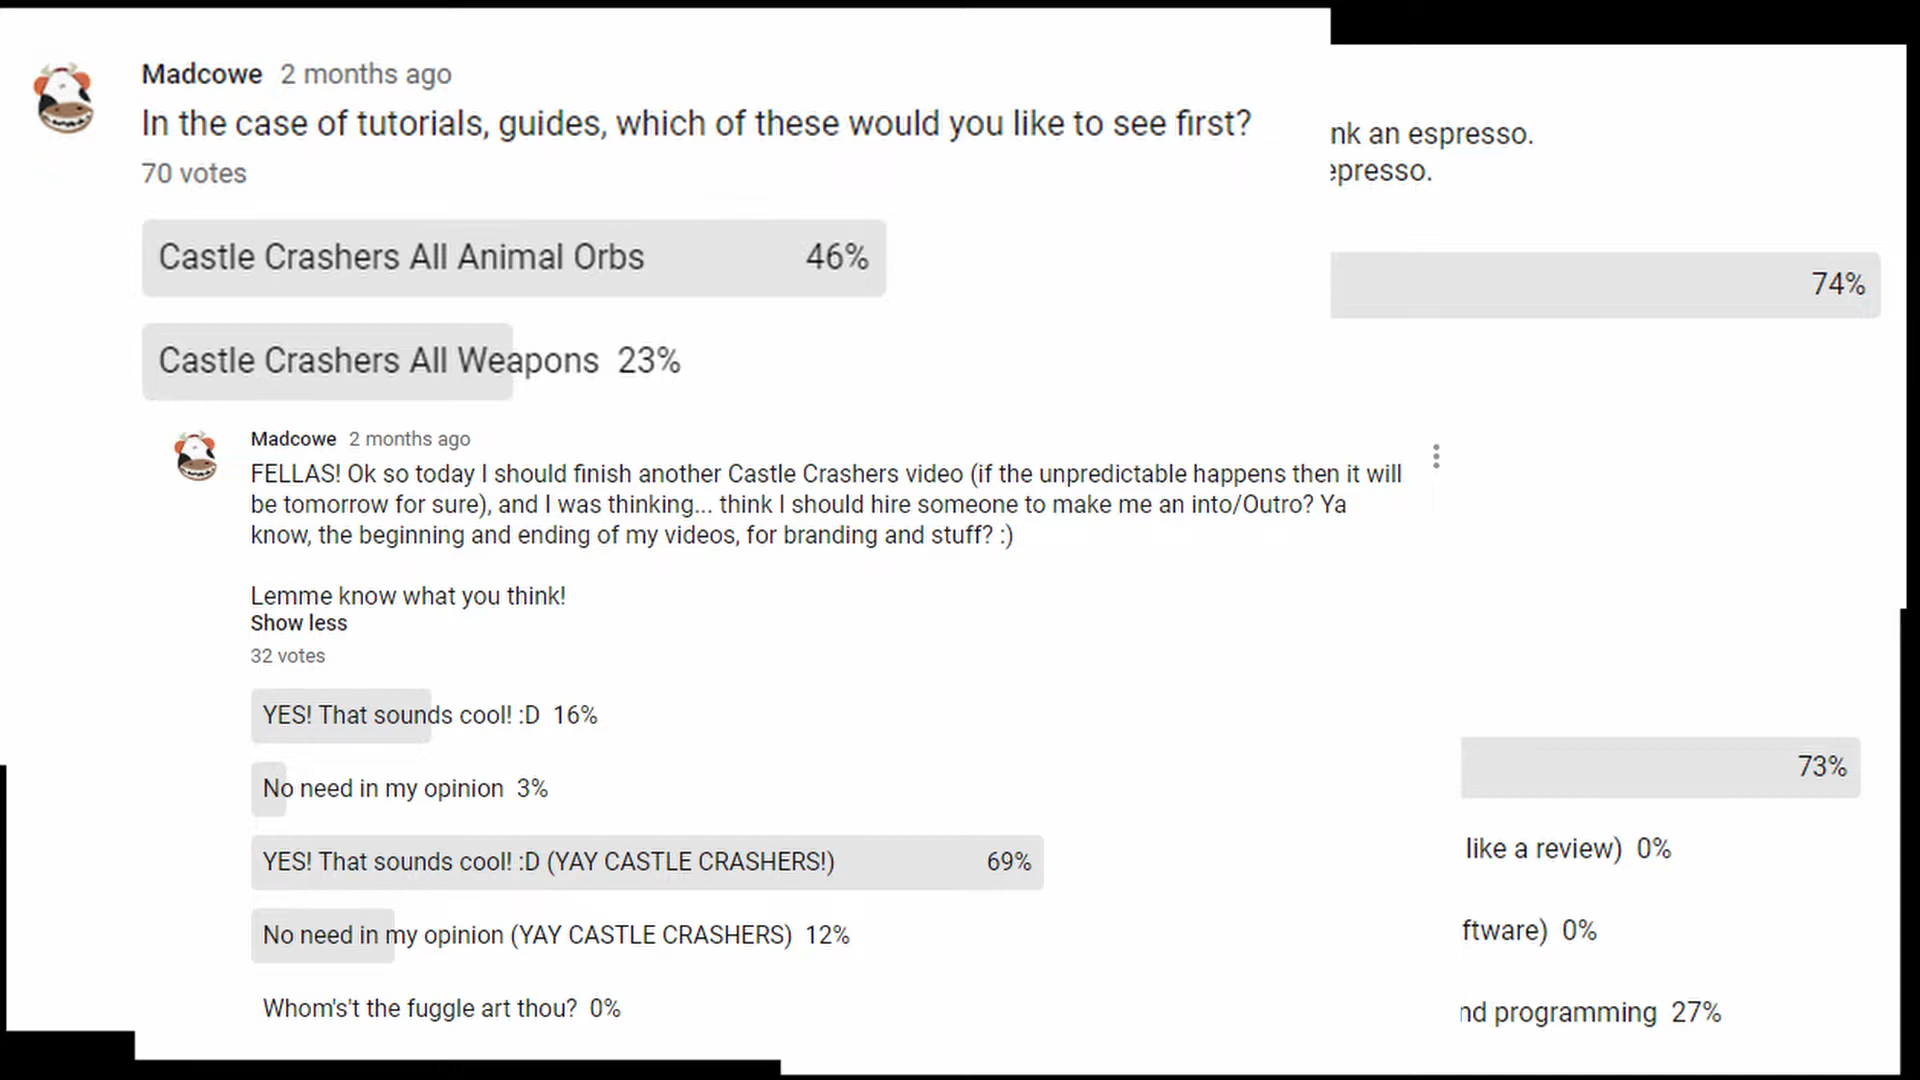 Madcowe 2 months ago
In the case of tutorials, guides, which of these would you like to see first?
70 votes
Castle Crashers All Animal Orbs 46%
Castle Crashers All Weapons 23%
an espresso.
74%
Madcowe 2 months ago
FELLAS! Ok so today I should finish another Castle Crashers video (if the unpredictable happens then it will
be tomorrow for sure), and I was thinking... think I should hire someone to make me an into/Outro? Ya
know, the beginning and ending of my videos, for branding and stuff? :)
Lemme know what you think!
Show less
32 votes
YES! That sounds cool! :D 16%
No need in my opinion 3%
YES! That sounds cool! :D (YAY CASTLE CRASHERS!) 69%
No need in my opinion (YAY CASTLE CRASHERS) 12%
Whom's't the fuggle art thou? 0%
73%
like a review) 0%
0%
programming 27%